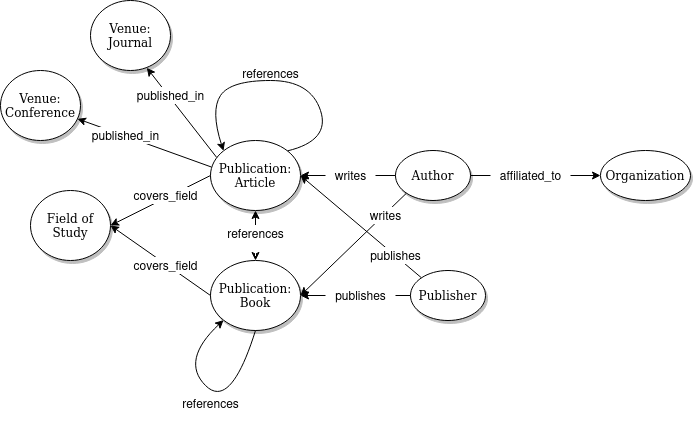 Venue:
Journal
references
published_in
Venue:
Conference
published_in
Publication:
Article
writes
Author
affiliated_to
Organization
covers_field
writes
Field of
Study
references
publishes
covers_field
Publication:
Book
publishes
Publisher
references